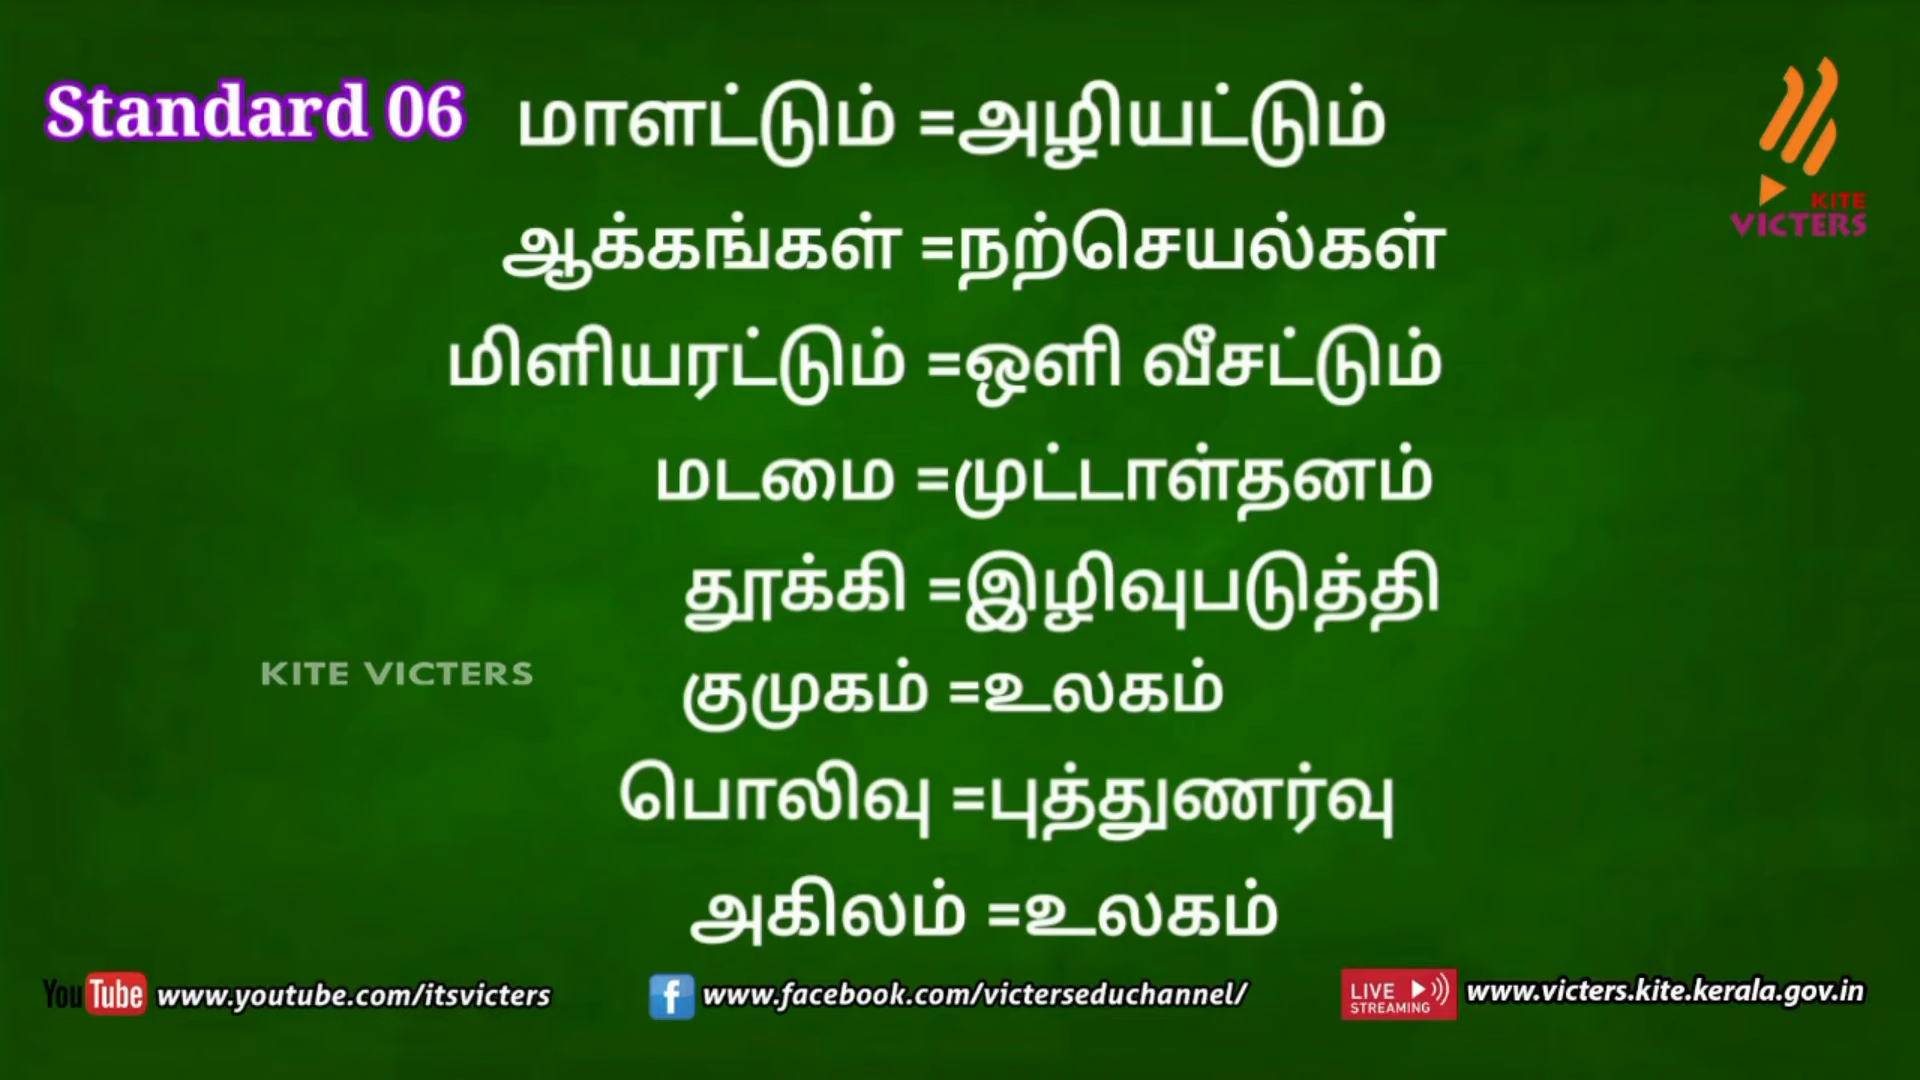 Standard 06
மாளட்டும் =அழியட்டும்
ஆக்கங்கள் =நற்செயல்கள்
மிளியரட்டும் =ஒளி வீசட்டும்
மடமை =முட்டாள்தனம்
தூக்கி =இழிவுபடுத்தி
குமுகம் =உலகம்
பொலிவு =புத்துணர்வு
அகிலம் =உலகம்
KITE VICTERS
KITE VICTERS
YouTube www.youtube.com/itsvicters
f www.facebook.com/victerseduchannel/
LIVE STREAMING www.victers.kite.kerala.gov.in